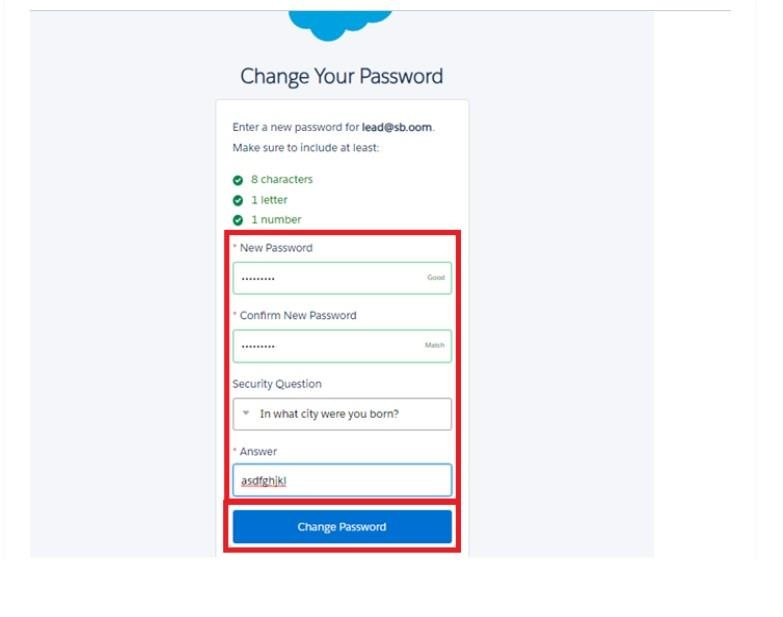 Change Your Password
Enter a new password for lead@sb.oom.
Make sure to include at least:
8 characters
1 letter
1 number
* New Password
••••••••• Good
* Confirm New Password
••••••••• Match
Security Question
In what city were you born?
* Answer
asdfghjkl
Change Password